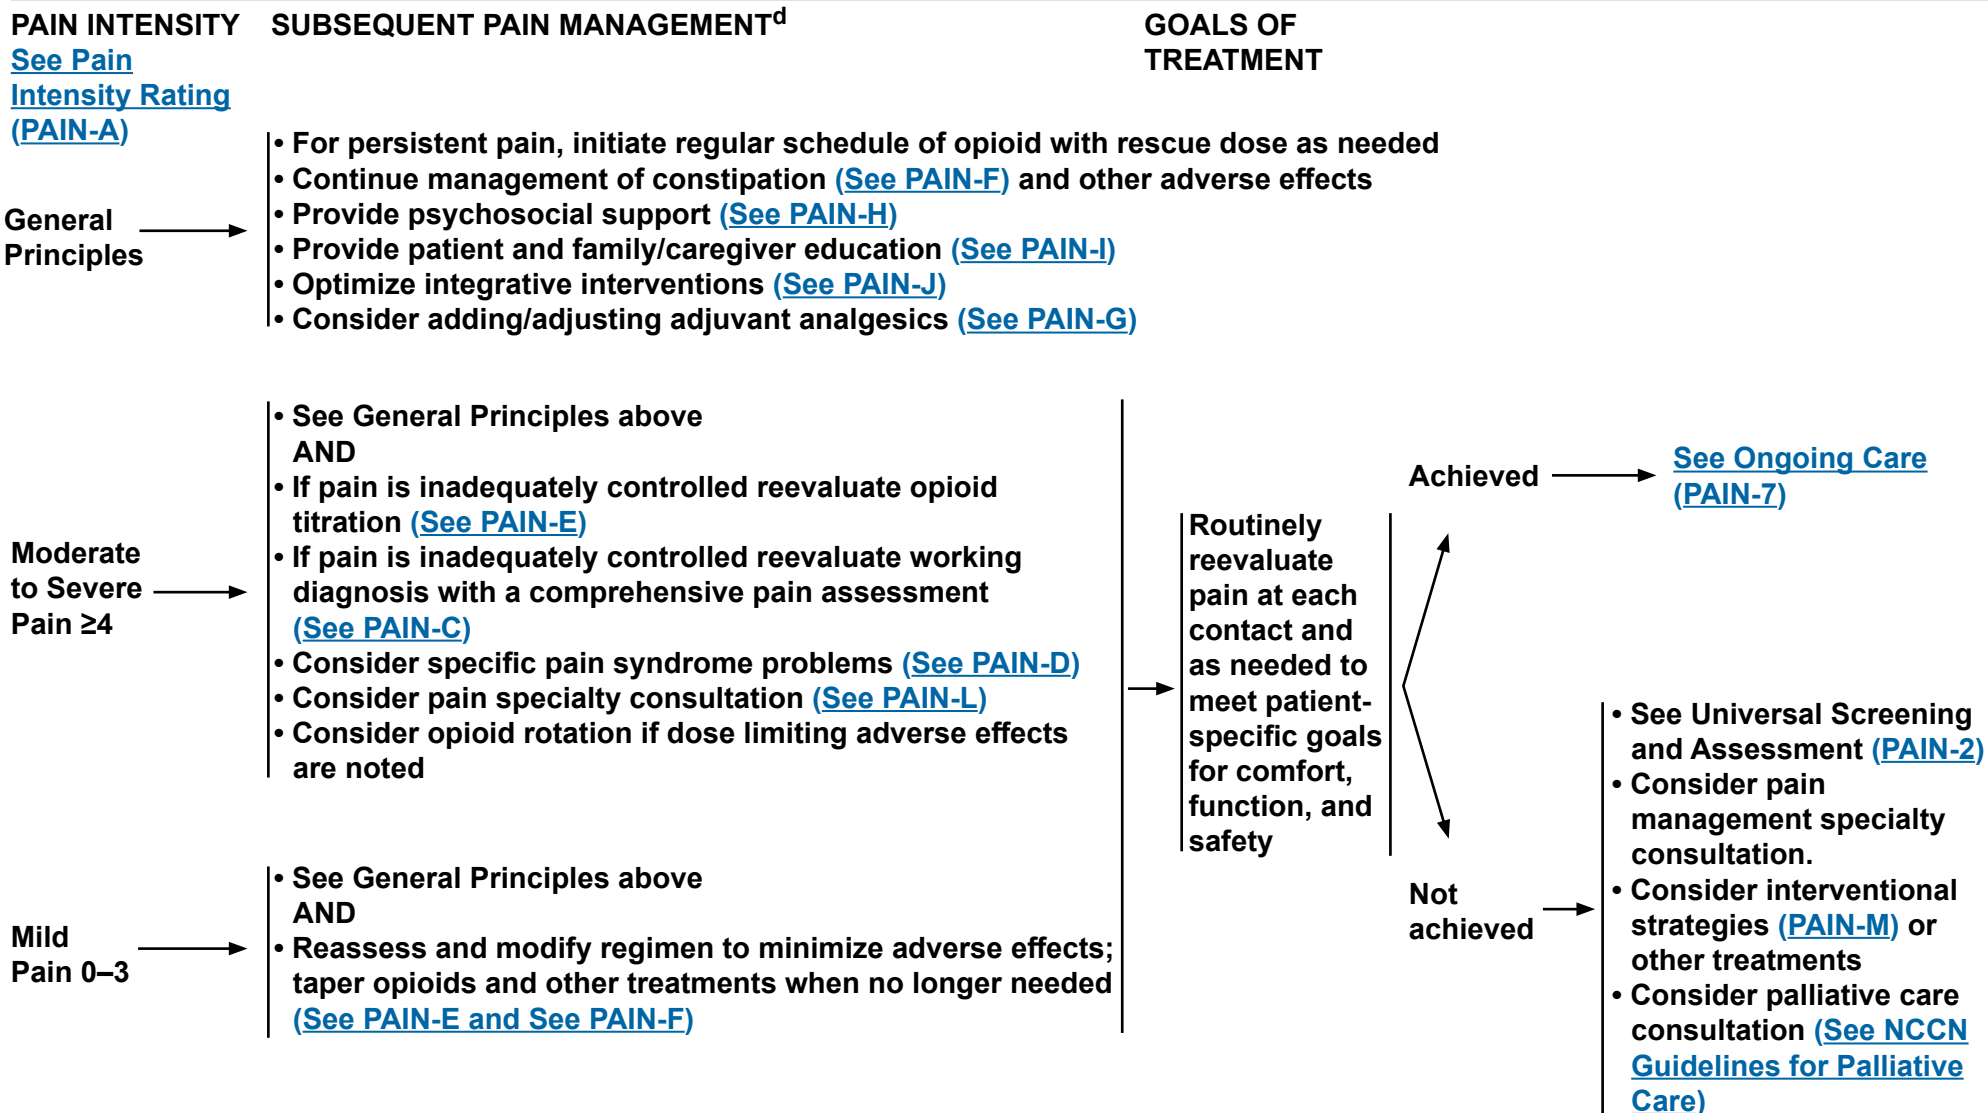 PAIN INTENSITY
See Pain
Intensity Rating
(PAIN-A)
SUBSEQUENT PAIN MANAGEMENTd
GOALS OF
TREATMENT
General
Principles
• For persistent pain, initiate regular schedule of opioid with rescue dose as needed
• Continue management of constipation (See PAIN-F) and other adverse effects
• Provide psychosocial support (See PAIN-H)
• Provide patient and family/caregiver education (See PAIN-I)
• Optimize integrative interventions (See PAIN-J)
• Consider adding/adjusting adjuvant analgesics (See PAIN-G)
Moderate
to Severe
Pain ≥4
• See General Principles above
AND
• If pain is inadequately controlled reevaluate opioid
titration (See PAIN-E)
• If pain is inadequately controlled reevaluate working
diagnosis with a comprehensive pain assessment
(See PAIN-C)
• Consider specific pain syndrome problems (See PAIN-D)
• Consider pain specialty consultation (See PAIN-L)
• Consider opioid rotation if dose limiting adverse effects
are noted
Mild
Pain 0–3
• See General Principles above
AND
• Reassess and modify regimen to minimize adverse effects;
taper opioids and other treatments when no longer needed
(See PAIN-E and See PAIN-F)
Routinely
reevaluate
pain at each
contact and
as needed to
meet patient-
specific goals
for comfort,
function, and
safety
Achieved
See Ongoing Care
(PAIN-7)
Not
achieved
• See Universal Screening
and Assessment (PAIN-2)
• Consider pain
management specialty
consultation.
• Consider interventional
strategies (PAIN-M) or
other treatments
• Consider palliative care
consultation (See NCCN
Guidelines for Palliative
Care)